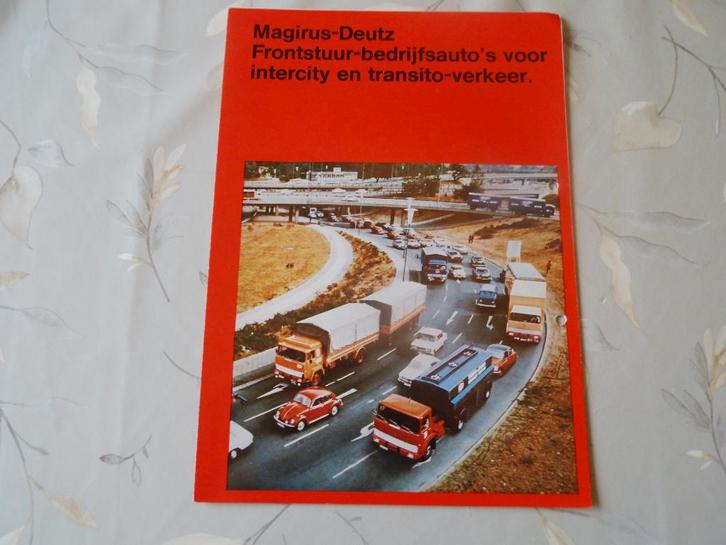 Magirus-Deutz
Frontstuur-bedrijfsauto's voor
intercity en transito-verkeer.